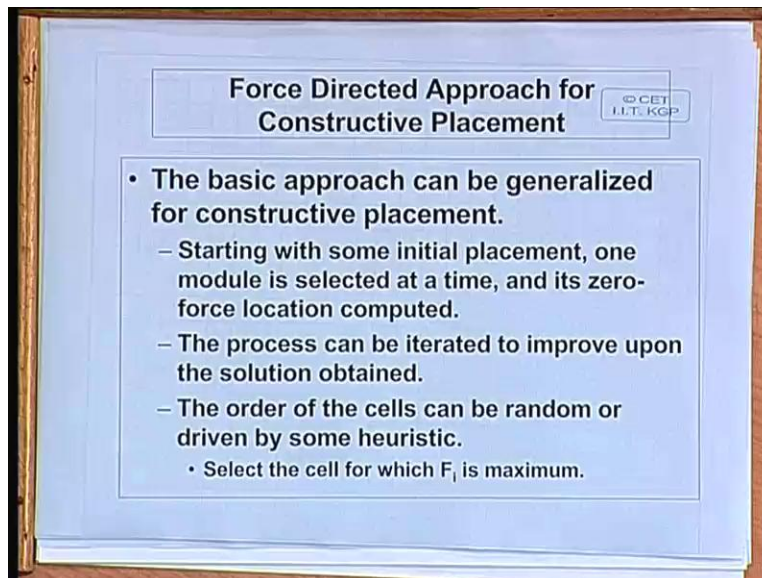 Force Directed Approach for
Constructive Placement
© CET
I.I.T. KGP
• The basic approach can be generalized
for constructive placement.
– Starting with some initial placement, one
module is selected at a time, and its zero-
force location computed.
– The process can be iterated to improve upon
the solution obtained.
– The order of the cells can be random or
driven by some heuristic.
• Select the cell for which Fi is maximum.